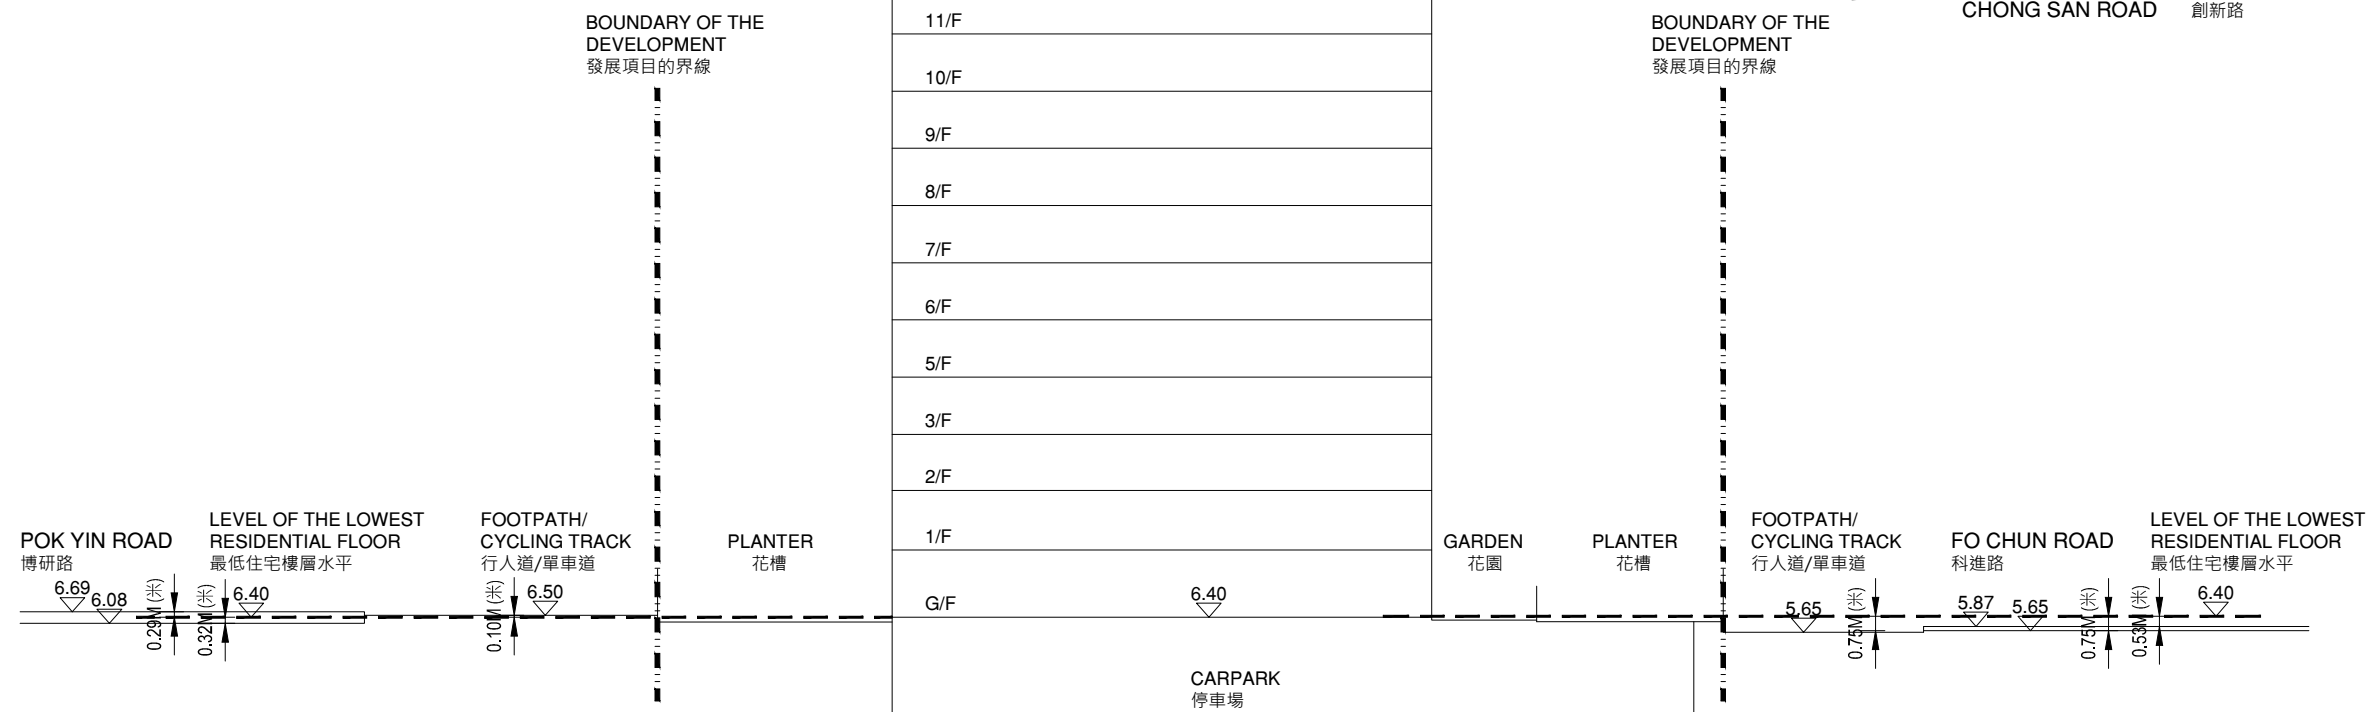 CHONG SAN ROAD 創新路
BOUNDARY OF THE
DEVELOPMENT
發展項目的界線
11/F
BOUNDARY OF THE
DEVELOPMENT
發展項目的界線
10/F
9/F
8/F
7/F
6/F
5/F
3/F
2/F
1/F
POK YIN ROAD
博研路
LEVEL OF THE LOWEST
RESIDENTIAL FLOOR
最低住宅樓層水平
FOOTPATH/
CYCLING TRACK
行人道/單車道
PLANTER
花槽
GARDEN
花園
PLANTER
花槽
FOOTPATH/
CYCLING TRACK
行人道/單車道
FO CHUN ROAD
科進路
LEVEL OF THE LOWEST
RESIDENTIAL FLOOR
最低住宅樓層水平
6.69
6.08
0.29M (米)
0.32M (米)
6.40
0.10M (米)
6.50
G/F
6.40
5.65
0.75M (米)
5.87
5.65
0.75M (米)
0.53M (米)
6.40
CARPARK
停車場